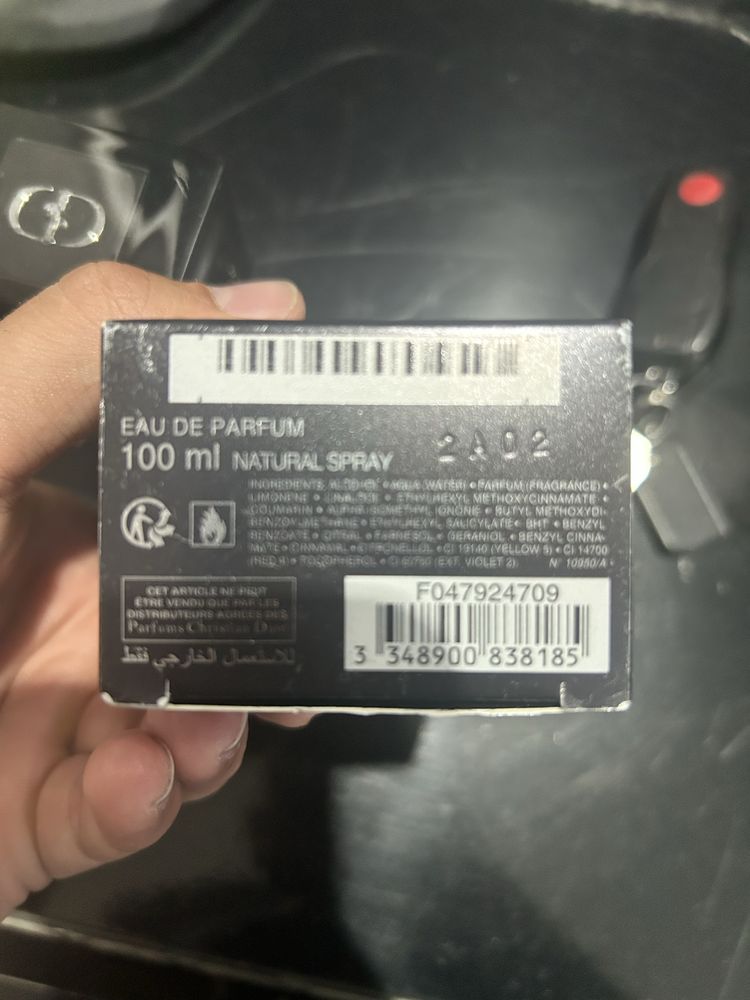 EAU DE PARFUM
2A02
100 ml NATURAL SPRAY
INGREDIENTS: ALCOHOL • AQUA (WATER) • PARFUM (FRAGRANCE) •
LIMONENE • LINALOOL • ETHYLHEXYL METHOXYCINNAMATE •
COUMARIN • ALPHA-ISOMETHYL IONONE • BUTYL METHOXYDI-
BENZOYLMETHANE • ETHYLHEXYL SALICYLATE • BHT • BENZYL
BENZOATE • CITRAL • FARNESOL • GERANIOL • BENZYL CINNA-
MATE • CINNAMAL • CITRONELLOL • CI 19140 (YELLOW 5) • CI 14700
(RED 4) • TOCOPHEROL • CI 60730 (EXT. VIOLET 2). N° 10950/A •
CET ARTICLE NE PEUT
ÊTRE VENDU QUE PAR LES
DISTRIBUTEURS AGRÉÉS DES
Parfums Christian Dior
للاستعمال الخارجي فقط
F047924709
3 348900 838185